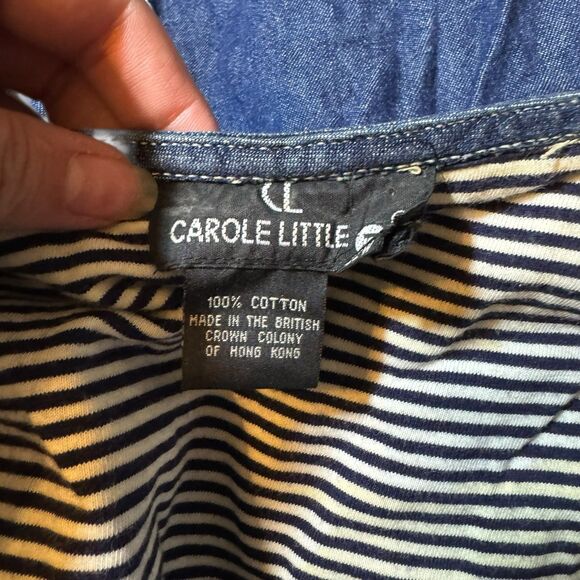 CL
CAROLE LITTLE
100% COTTON
MADE IN THE BRITISH
CROWN COLONY
OF HONG KONG